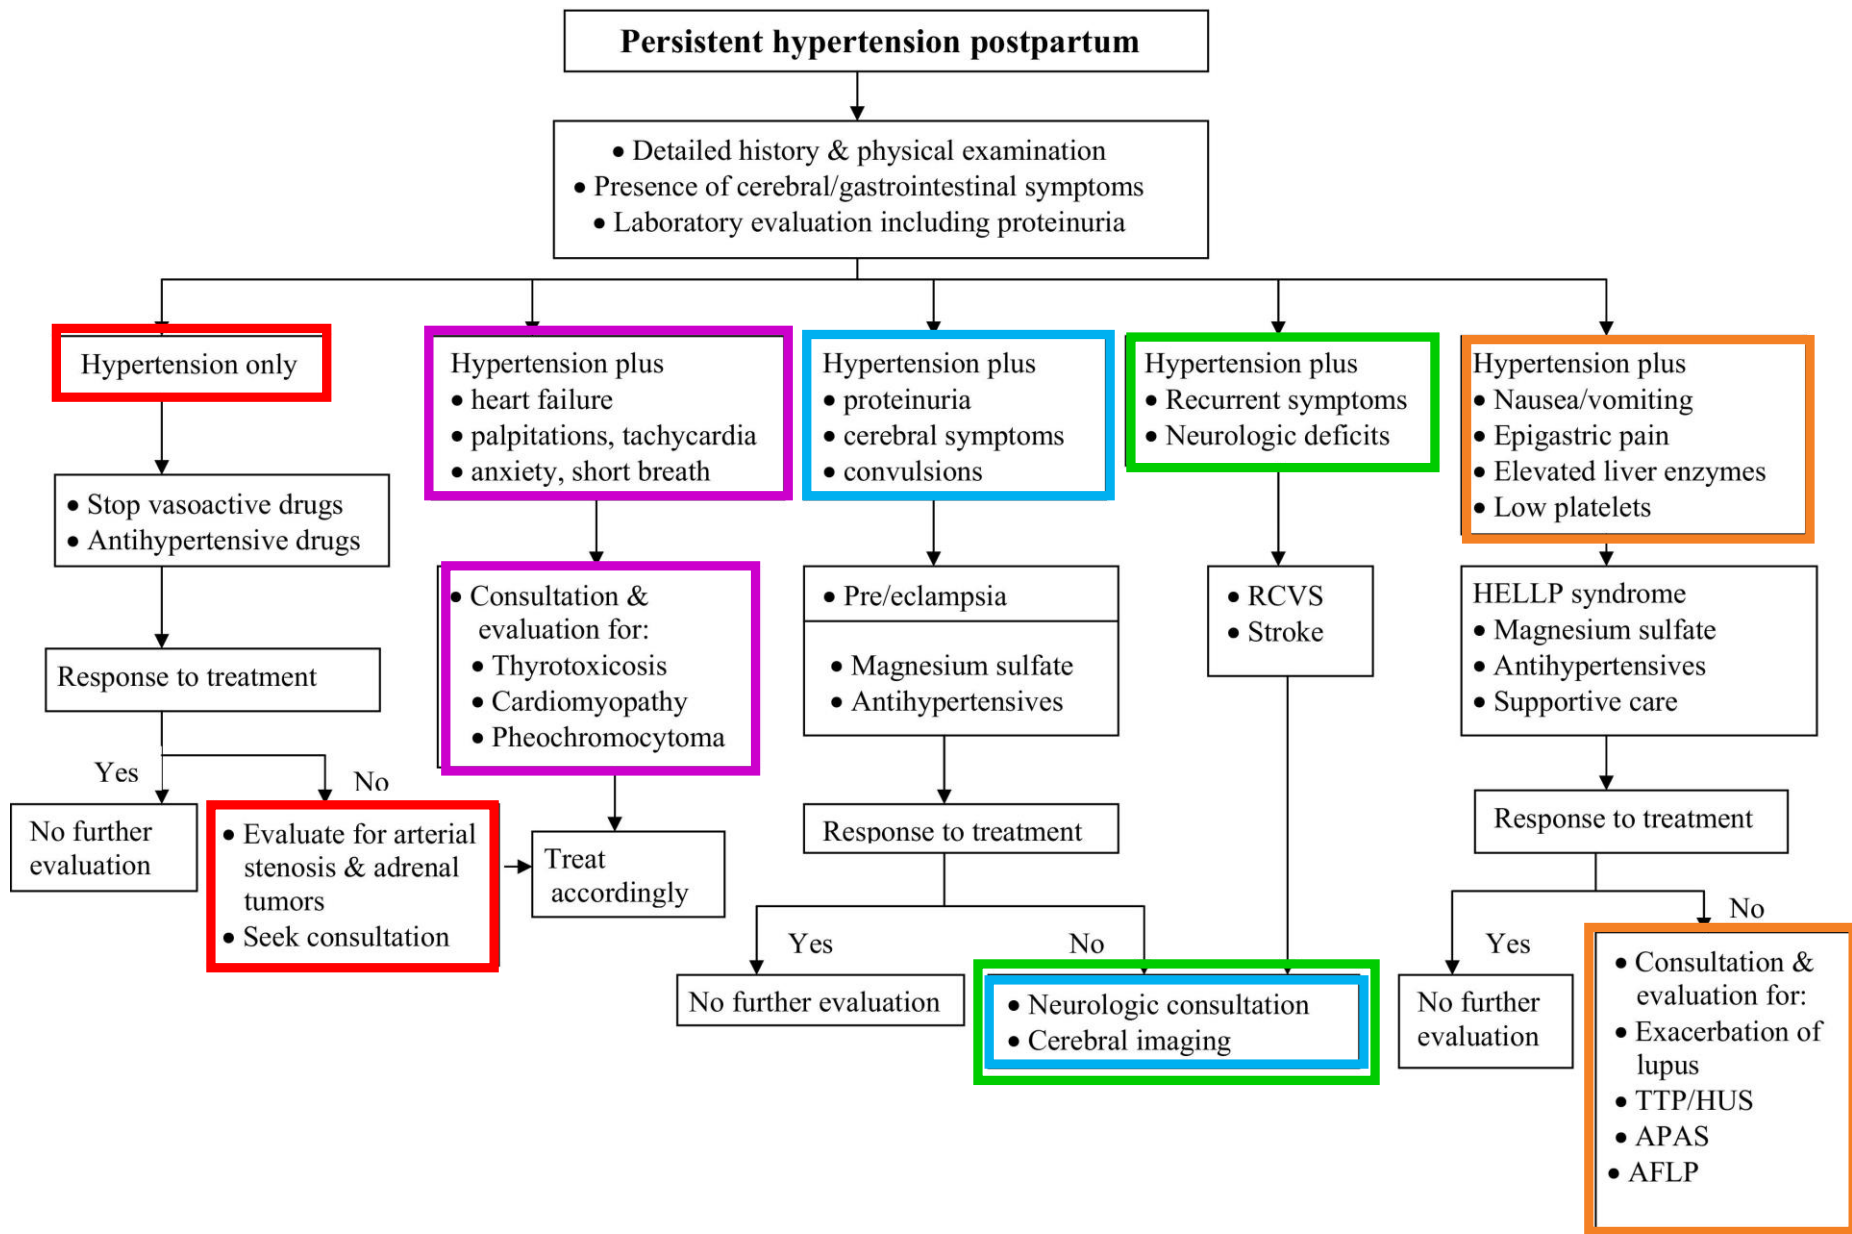 Persistent hypertension postpartum
• Detailed history & physical examination
• Presence of cerebral/gastrointestinal symptoms
• Laboratory evaluation including proteinuria
Hypertension only
• Stop vasoactive drugs
• Antihypertensive drugs
Response to treatment
Yes
No
No further
evaluation
• Evaluate for arterial
stenosis & adrenal
tumors
• Seek consultation
Hypertension plus
• heart failure
• palpitations, tachycardia
• anxiety, short breath
• Consultation &
evaluation for:
• Thyrotoxicosis
• Cardiomyopathy
• Pheochromocytoma
Treat
accordingly
Hypertension plus
• proteinuria
• cerebral symptoms
• convulsions
• Pre/eclampsia
• Magnesium sulfate
• Antihypertensives
Response to treatment
Yes
No
No further evaluation
• Neurologic consultation
• Cerebral imaging
Hypertension plus
• Recurrent symptoms
• Neurologic deficits
• RCVS
• Stroke
Hypertension plus
• Nausea/vomiting
• Epigastric pain
• Elevated liver enzymes
• Low platelets
HELLP syndrome
• Magnesium sulfate
• Antihypertensives
• Supportive care
Response to treatment
Yes
No
No further
evaluation
• Consultation &
evaluation for:
• Exacerbation of
lupus
• TTP/HUS
• APAS
• AFLP